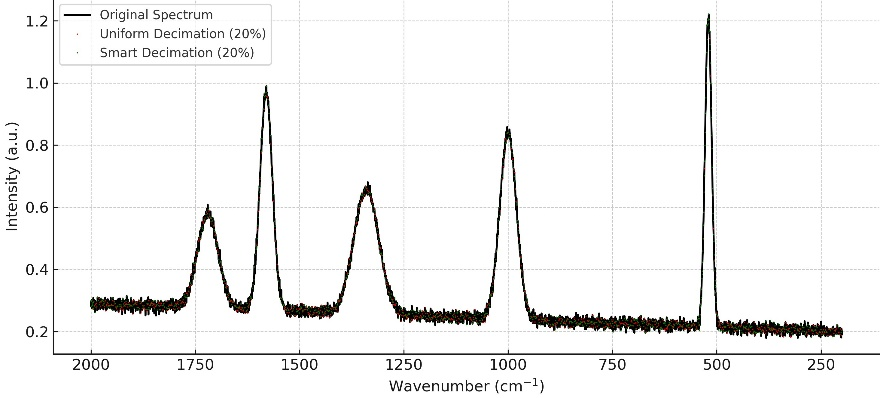 Original Spectrum
Uniform Decimation (20%)
Smart Decimation (20%)
1.2
1.0
0.8
0.6
0.4
0.2
Intensity (a.u.)
2000 1750 1500 1250 1000 750 500 250
Wavenumber (cm⁻¹)